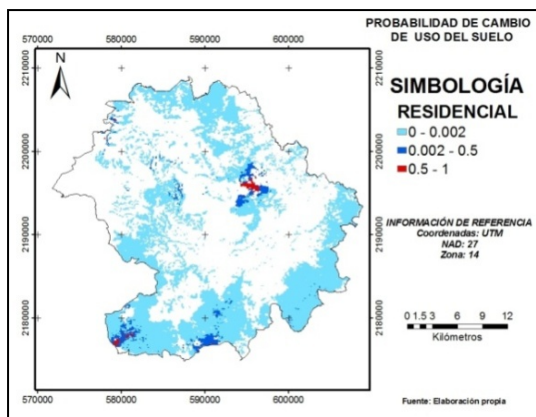 PROBABILIDAD DE CAMBIO
DE USO DEL SUELO
SIMBOLOGÍA
RESIDENCIAL
0 - 0.002
0.002 - 0.5
0.5 - 1
INFORMACIÓN DE REFERENCIA
Coordenadas: UTM
NAD: 27
Zona: 14
0 1.5 3 6 9 12
Kilómetros
Fuente: Elaboración propia
570000 580000 590000 600000
N
2210000
2200000
2190000
2180000
2210000
2200000
2190000
2180000
570000 580000 590000 600000